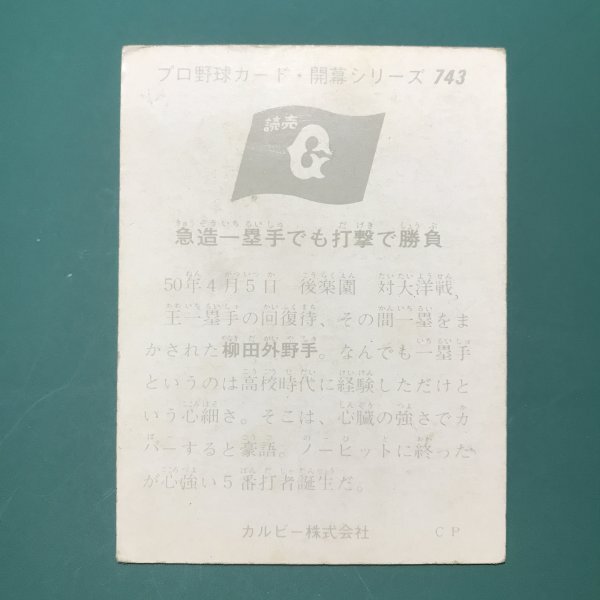 プロ野球カード・開幕シリーズ 743
読売
G
急造一塁手でも打撃で勝負
50年4月5日 後楽園 対大洋戦,
王一塁手の回復待、その間一塁をま
かされた柳田外野手。なんでも一塁手
というのは高校時代に経験しただけと
いう心細さ。そこは、心臓の強さでカ
バーすると豪語。ノーヒットに終った
が心強い5番打者誕生だ。
カルビー株式会社 CP